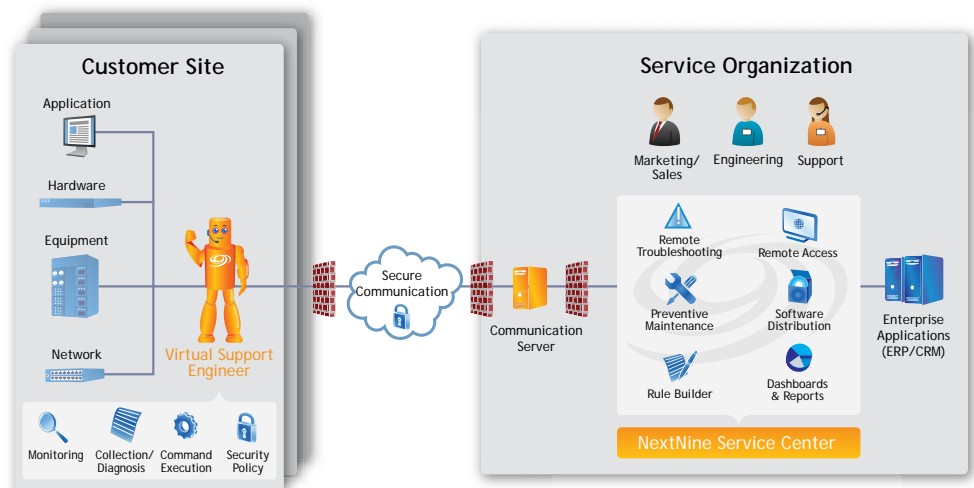 Customer Site
Application
Hardware
Equipment
Network
Virtual Support
Engineer
Monitoring
Collection/
Diagnosis
Command
Execution
Security
Policy
Secure
Communication
Communication
Server
Service Organization
Marketing/
Sales
Engineering
Support
Remote
Troubleshooting
Remote Access
Preventive
Maintenance
Software
Distribution
Rule Builder
Dashboards
& Reports
NextNine Service Center
Enterprise
Applications
(ERP/CRM)